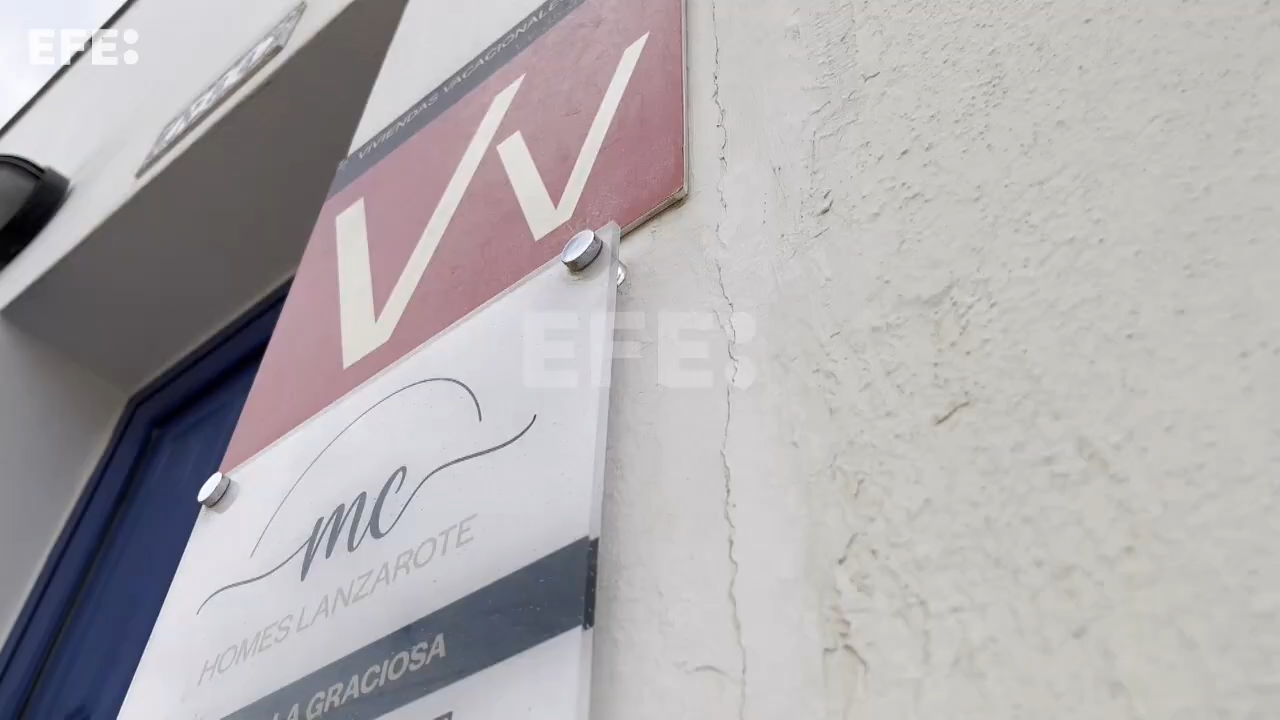 EFE:
VIVIENDAS VACACIONALES
VV
EFE:
mc
HOMES LANZAROTE
LA GRACIOSA